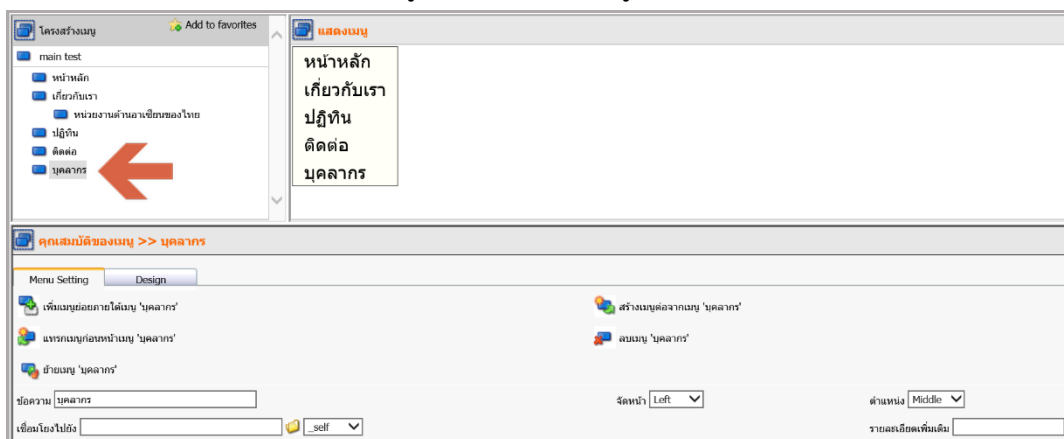 โครงสร้างเมนู
Add to favorites
แสดงเมนู
main test
หน้าหลัก
เกี่ยวกับเรา
หน่วยงานด้านอาเซียนของไทย
ปฏิทิน
ติดต่อ
บุคลากร
หน้าหลัก
เกี่ยวกับเรา
ปฏิทิน
ติดต่อ
บุคลากร
คุณสมบัติของเมนู >> บุคลากร
Menu Setting Design
เพิ่มเมนูย่อยภายใต้เมนู 'บุคลากร' สร้างเมนูต่อจากเมนู 'บุคลากร'
แทรกเมนูก่อนหน้าเมนู 'บุคลากร' ลบเมนู 'บุคลากร'
ย้ายเมนู 'บุคลากร'
ข้อความ บุคลากร จัดหน้า Left ตำแหน่ง Middle
เชื่อมโยงไปยัง _self รายละเอียดเพิ่มเติม